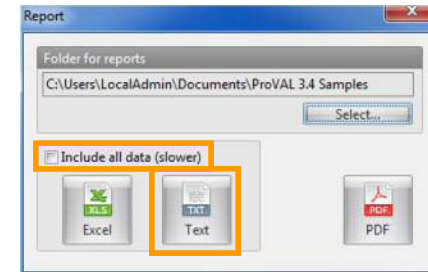 Report
Folder for reports
C:\Users\LocalAdmin\Documents\ProVAL 3.4 Samples
Select...
Include all data (slower)
XLS
TXT
PDF
Excel
Text
PDF